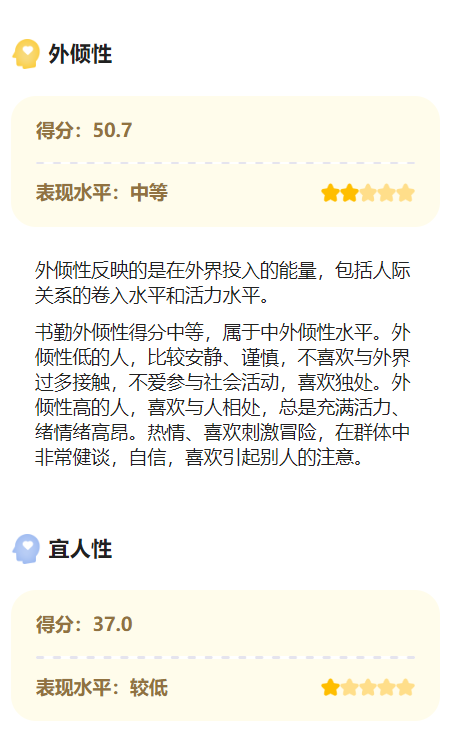 外倾性
得分：50.7
表现水平：中等
外倾性反映的是在外界投入的能量，包括人际
关系的卷入水平和活力水平。
书勤外倾性得分中等，属于中外倾性水平。外
倾性低的人，比较安静、谨慎，不喜欢与外界
过多接触，不爱参与社会活动，喜欢独处。外
倾性高的人，喜欢与人相处，总是充满活力、
绪情绪高昂。热情、喜欢刺激冒险，在群体中
非常健谈，自信，喜欢引起别人的注意。
宜人性
得分：37.0
表现水平：较低